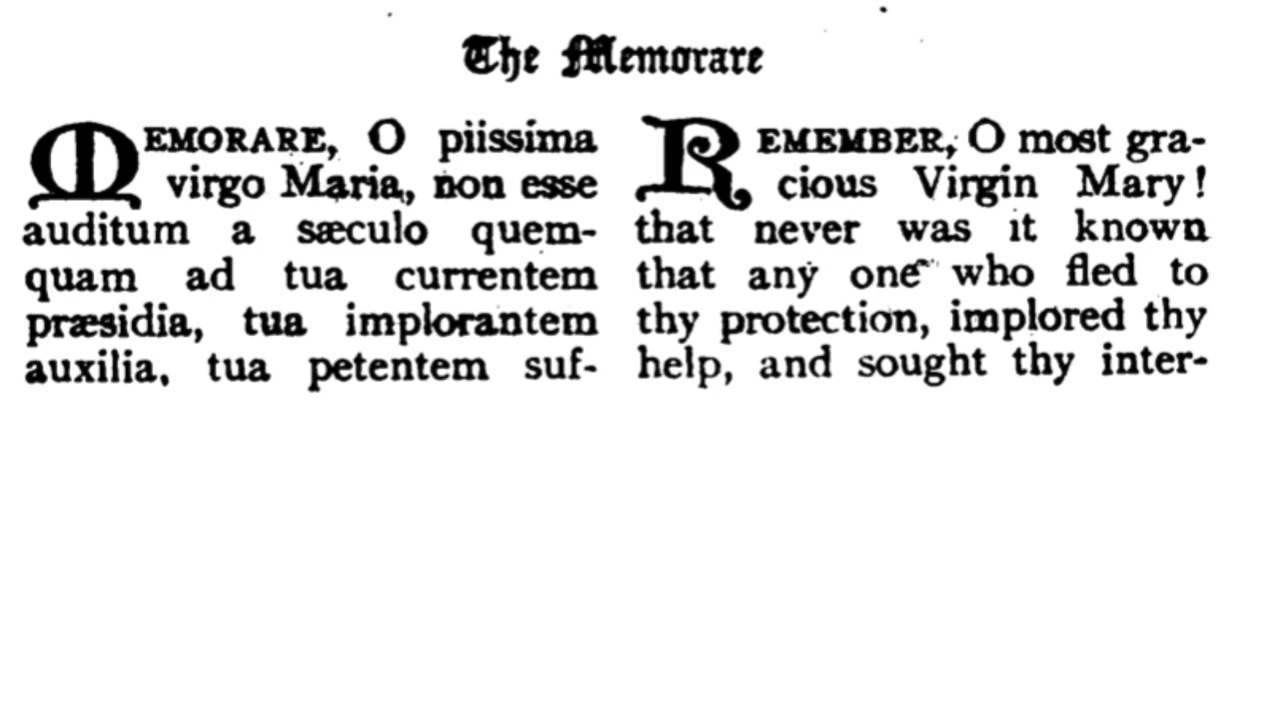 The Memorare
MEMORARE, O piissima
virgo Maria, non esse
auditum a sæculo quem-
quam ad tua currentem
præsidia, tua implorantem
auxilia, tua petentem suf-
REMEMBER, O most gra-
cious Virgin Mary!
that never was it known
that any one who fled to
thy protection, implored thy
help, and sought thy inter-